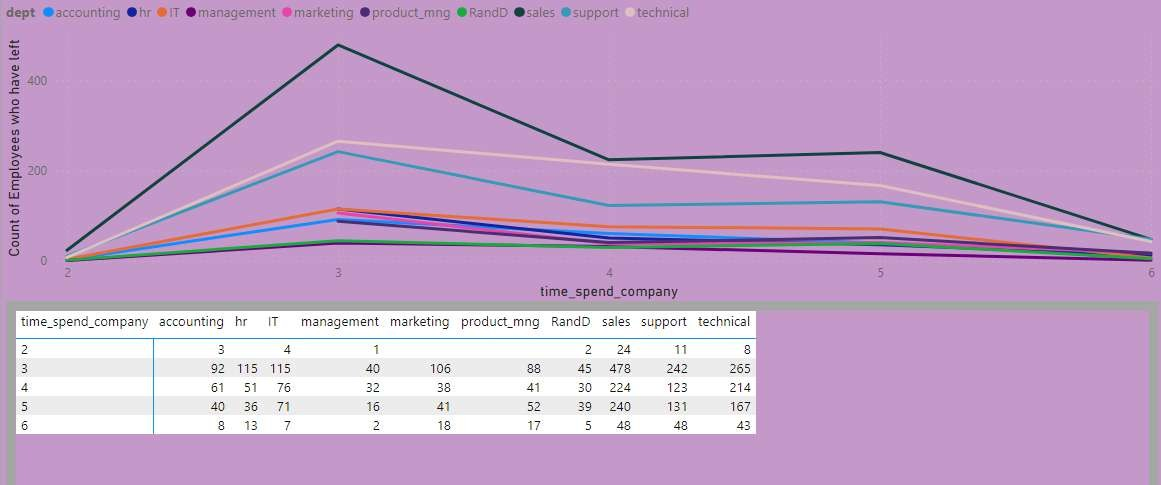 dept accounting hr IT management marketing product_mng RandD sales support technical
Count of Employees who have left
400
200
0
2 3 4 5 6
time_spend_company
time_spend_company accounting hr IT management marketing product_mng RandD sales support technical
2 3 4 1 2 24 11 8
3 92 115 115 40 106 88 45 478 242 265
4 61 51 76 32 38 41 30 224 123 214
5 40 36 71 16 41 52 39 240 131 167
6 8 13 7 2 18 17 5 48 48 43